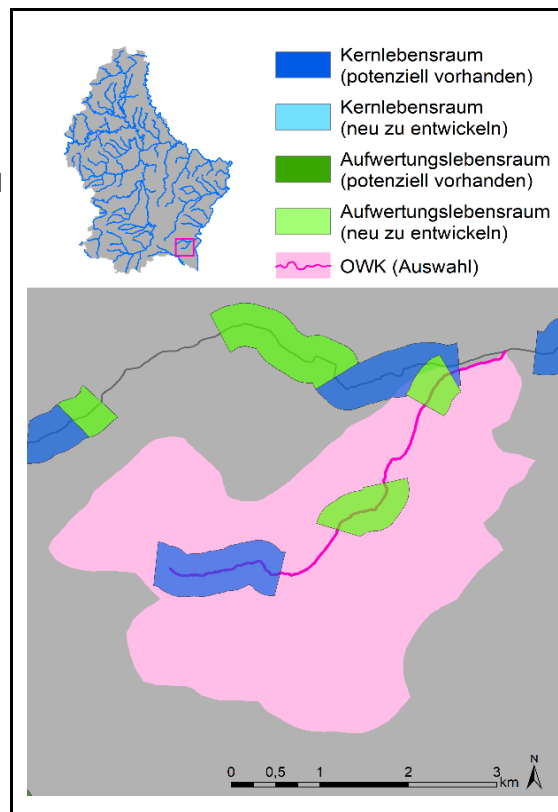 Kernlebensraum
(potenziell vorhanden)
Kernlebensraum
(neu zu entwickeln)
Aufwertungslebensraum
(potenziell vorhanden)
Aufwertungslebensraum
(neu zu entwickeln)
OWK (Auswahl)
0 0,5 1 2 3
km
N